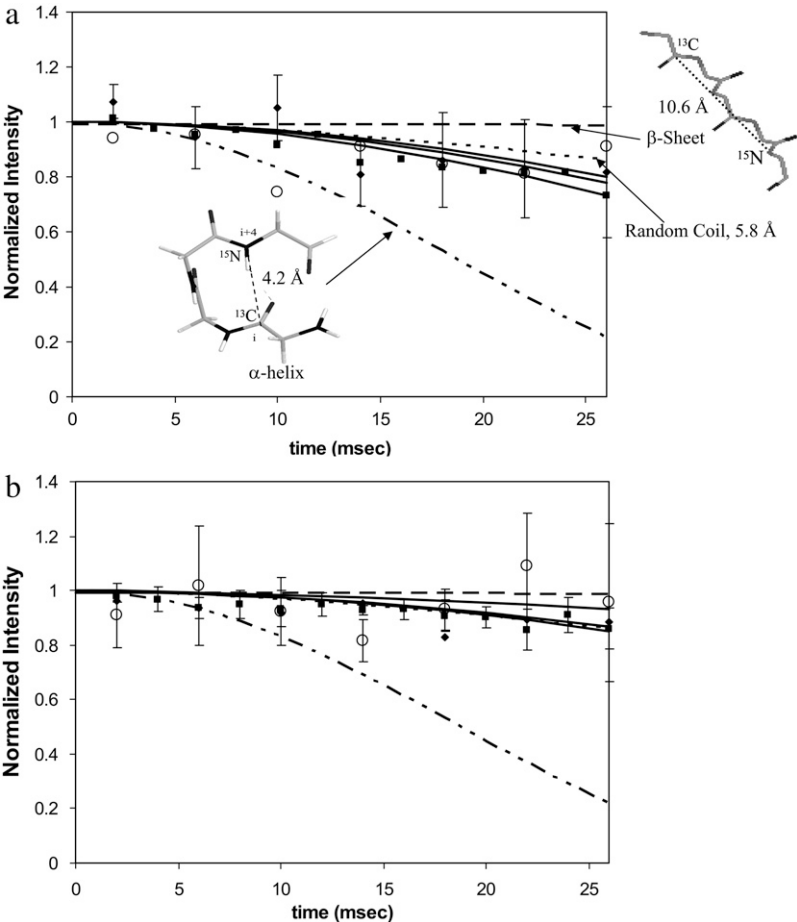 a
Normalized Intensity
1.4
1.2
1
0.8
0.6
0.4
0.2
0
0 5 10 15 20 25
time (msec)
i+4
15N
4.2 Å
13C
i
α-helix
13C
10.6 Å
15N
β-Sheet
Random Coil, 5.8 Å
b
Normalized Intensity
1.4
1.2
1
0.8
0.6
0.4
0.2
0
0 5 10 15 20 25
time (msec)